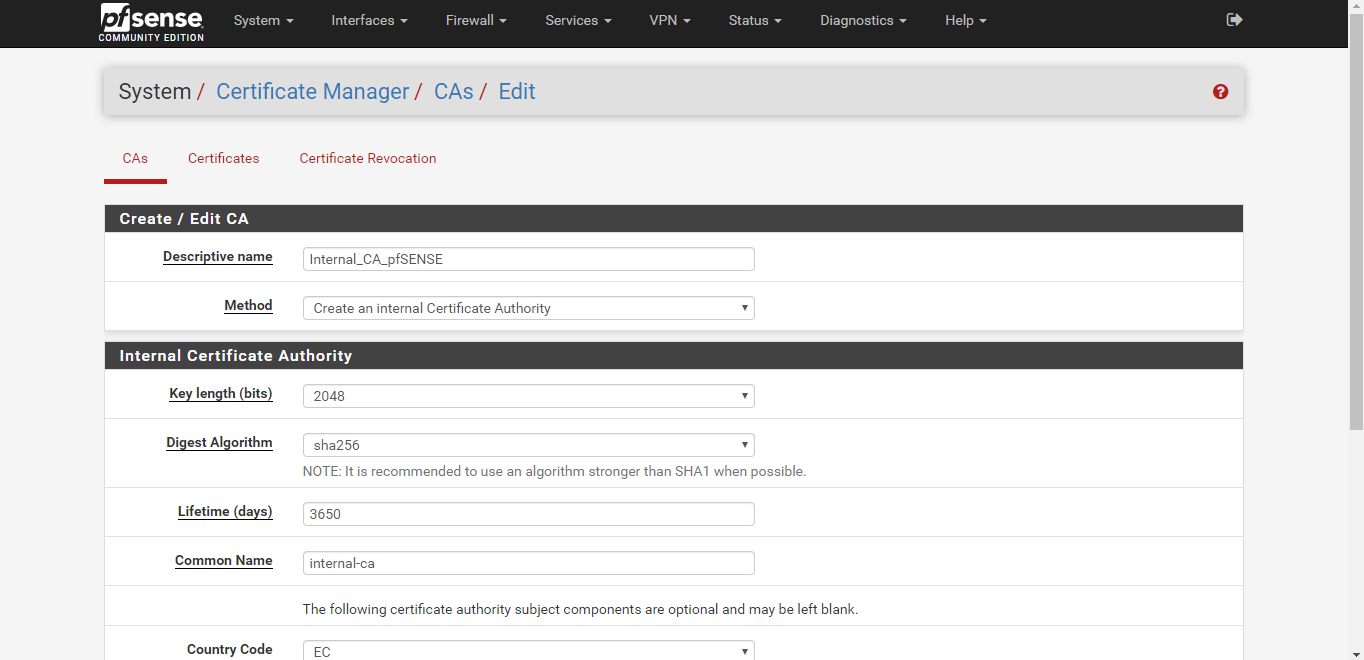 pfsense
COMMUNITY EDITION
System Interfaces Firewall Services VPN Status Diagnostics Help
System / Certificate Manager / CAs / Edit
CAs Certificates Certificate Revocation
Create / Edit CA
Descriptive name Internal_CA_pfSENSE
Method Create an internal Certificate Authority
Internal Certificate Authority
Key length (bits) 2048
Digest Algorithm sha256
NOTE: It is recommended to use an algorithm stronger than SHA1 when possible.
Lifetime (days) 3650
Common Name internal-ca
The following certificate authority subject components are optional and may be left blank.
Country Code EC